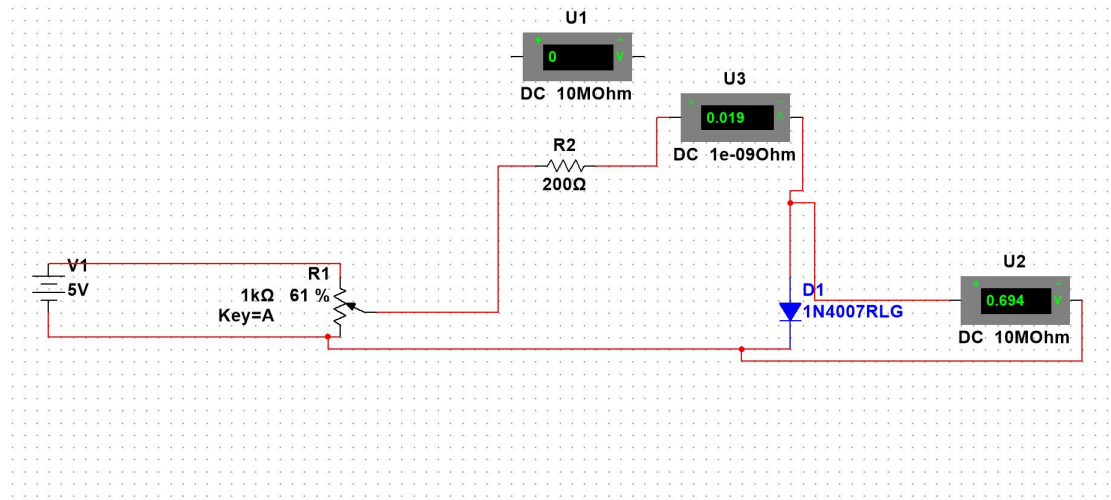 U1
+ -
0 V
DC 10MOhm
U3
+ -
0.019 A
DC 1e-09Ohm
R2
200Ω
V1
5V
R1
1kΩ 61 %
Key=A
D1
1N4007RLG
U2
+ -
0.694 V
DC 10MOhm